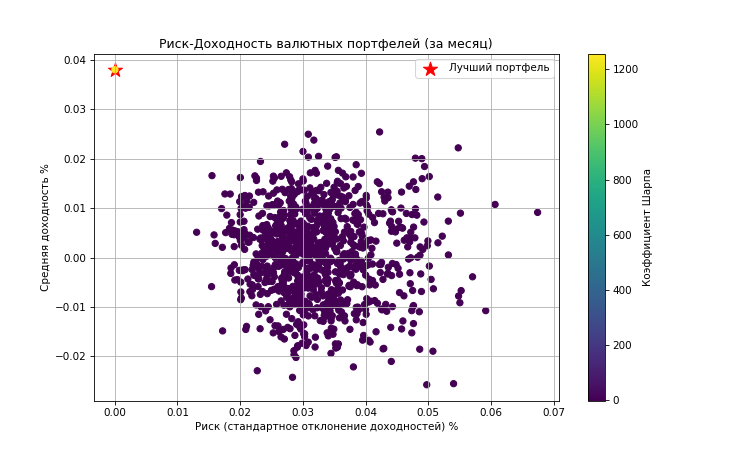 Риск-Доходность валютных портфелей (за месяц)
Лучший портфель
Средняя доходность %
0.04
0.03
0.02
0.01
0.00
−0.01
−0.02
0.00 0.01 0.02 0.03 0.04 0.05 0.06 0.07
Риск (стандартное отклонение доходностей) %
1200
1000
800
600
400
200
0
Коэффициент Шарпа